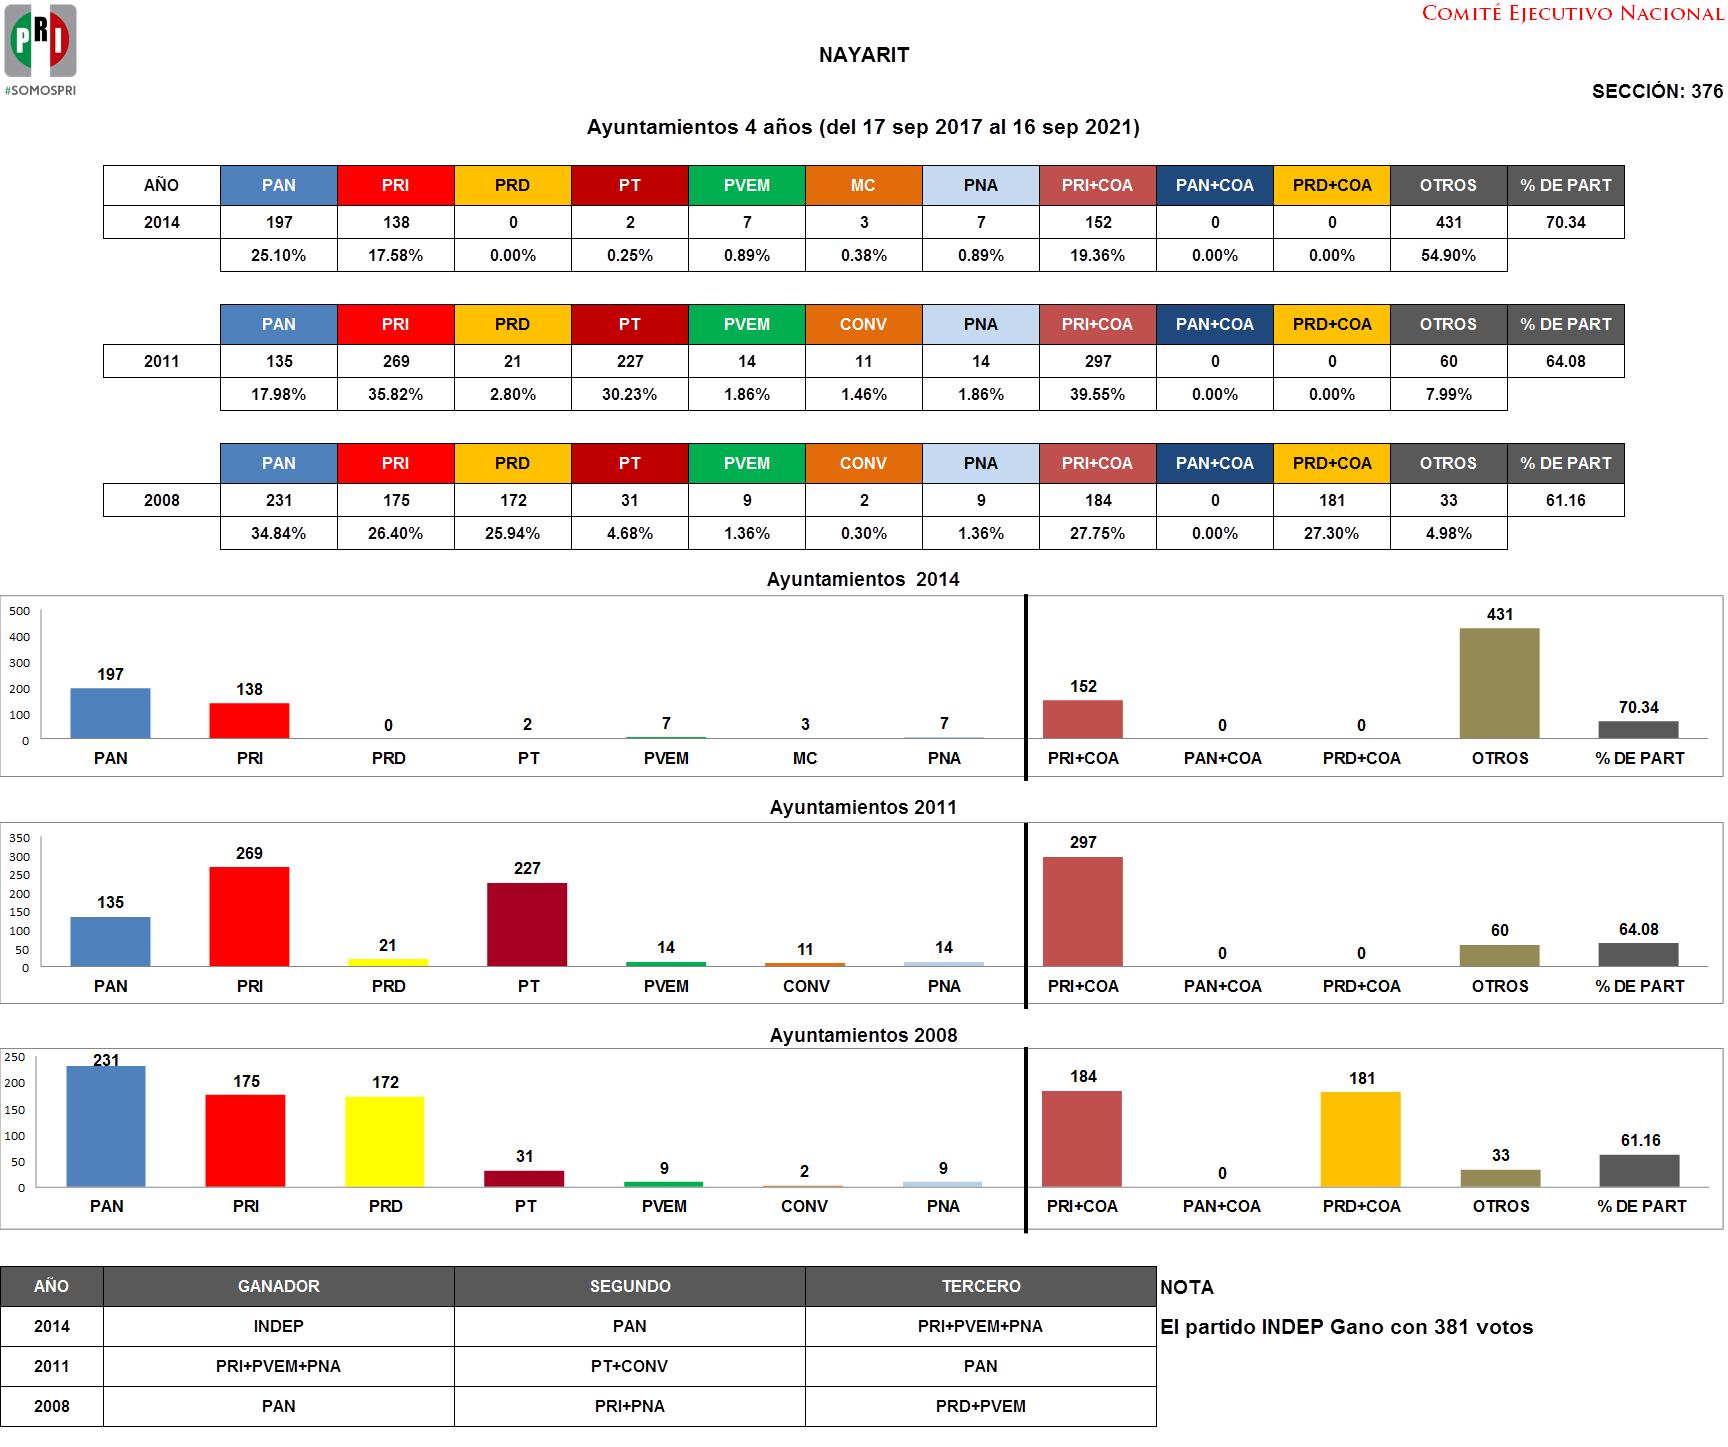 COMITÉ EJECUTIVO NACIONAL
PRI
#SOMOSPRI
NAYARIT
SECCIÓN: 376
Ayuntamientos 4 años (del 17 sep 2017 al 16 sep 2021)
AÑO PAN PRI PRD PT PVEM MC PNA PRI+COA PAN+COA PRD+COA OTROS % DE PART
2014 197 138 0 2 7 3 7 152 0 0 431 70.34
25.10% 17.58% 0.00% 0.25% 0.89% 0.38% 0.89% 19.36% 0.00% 0.00% 54.90%
PAN PRI PRD PT PVEM CONV PNA PRI+COA PAN+COA PRD+COA OTROS % DE PART
2011 135 269 21 227 14 11 14 297 0 0 60 64.08
17.98% 35.82% 2.80% 30.23% 1.86% 1.46% 1.86% 39.55% 0.00% 0.00% 7.99%
PAN PRI PRD PT PVEM CONV PNA PRI+COA PAN+COA PRD+COA OTROS % DE PART
2008 231 175 172 31 9 2 9 184 0 181 33 61.16
34.84% 26.40% 25.94% 4.68% 1.36% 0.30% 1.36% 27.75% 0.00% 27.30% 4.98%
Ayuntamientos 2014
500
400
300
200
100
0
197 138 0 2 7 3 7 152 0 0 431 70.34
PAN PRI PRD PT PVEM MC PNA PRI+COA PAN+COA PRD+COA OTROS % DE PART
Ayuntamientos 2011
350
300
250
200
150
100
50
0
135 269 21 227 14 11 14 297 0 0 60 64.08
PAN PRI PRD PT PVEM CONV PNA PRI+COA PAN+COA PRD+COA OTROS % DE PART
Ayuntamientos 2008
250
200
150
100
50
0
231 175 172 31 9 2 9 184 0 181 33 61.16
PAN PRI PRD PT PVEM CONV PNA PRI+COA PAN+COA PRD+COA OTROS % DE PART
AÑO GANADOR SEGUNDO TERCERO NOTA
2014 INDEP PAN PRI+PVEM+PNA El partido INDEP Gano con 381 votos
2011 PRI+PVEM+PNA PT+CONV PAN
2008 PAN PRI+PNA PRD+PVEM